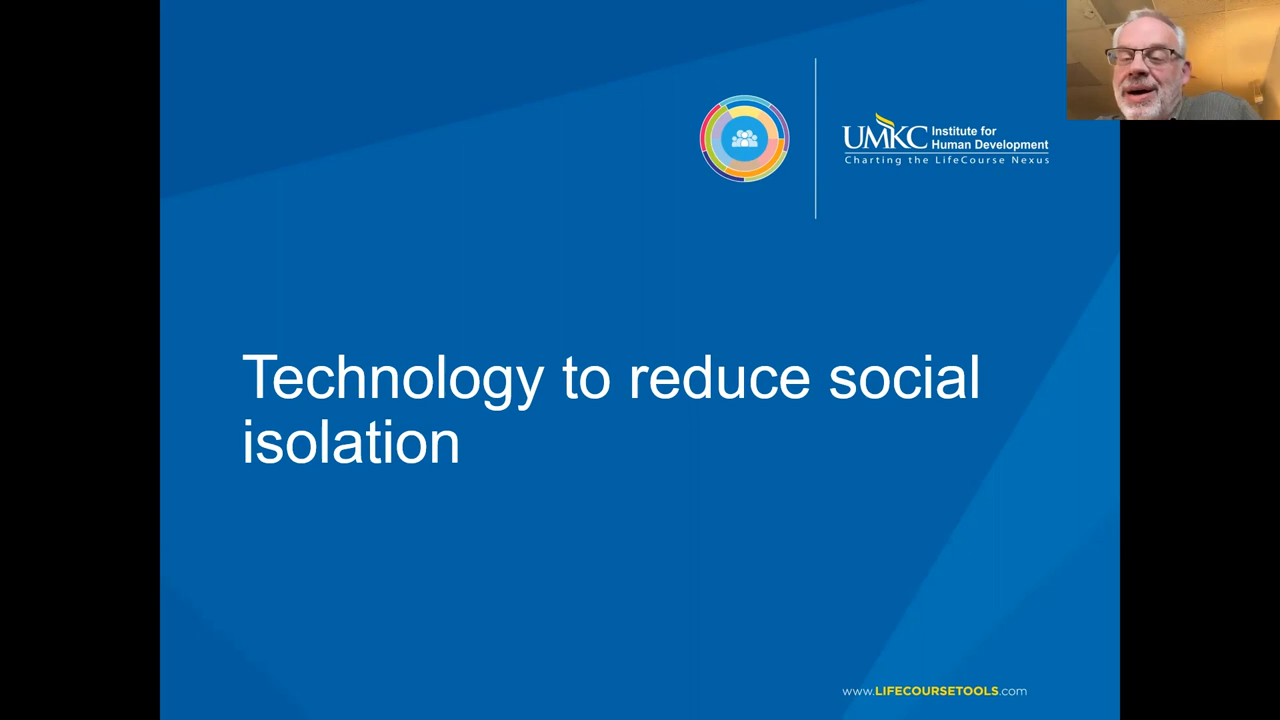 UMKC Institute for
Human Development
Charting the LifeCourse Nexus
Technology to reduce social
isolation
www.LIFECOURSETOOLS.com